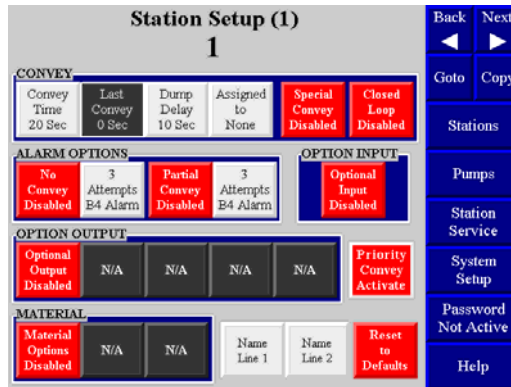 Station Setup (1)
1
Back Next
Goto Copy
CONVEY
Convey Time 20 Sec
Last Convey 0 Sec
Dump Delay 10 Sec
Assigned to None
Special Convey Disabled
Closed Loop Disabled
Stations
ALARM OPTIONS
No Convey Disabled
3 Attempts B4 Alarm
Partial Convey Disabled
3 Attempts B4 Alarm
OPTION INPUT
Optional Input Disabled
Pumps
Station Service
OPTION OUTPUT
Optional Output Disabled
N/A
N/A
N/A
N/A
Priority Convey Activate
System Setup
MATERIAL
Material Options Disabled
N/A
N/A
Name Line 1
Name Line 2
Reset to Defaults
Password Not Active
Help